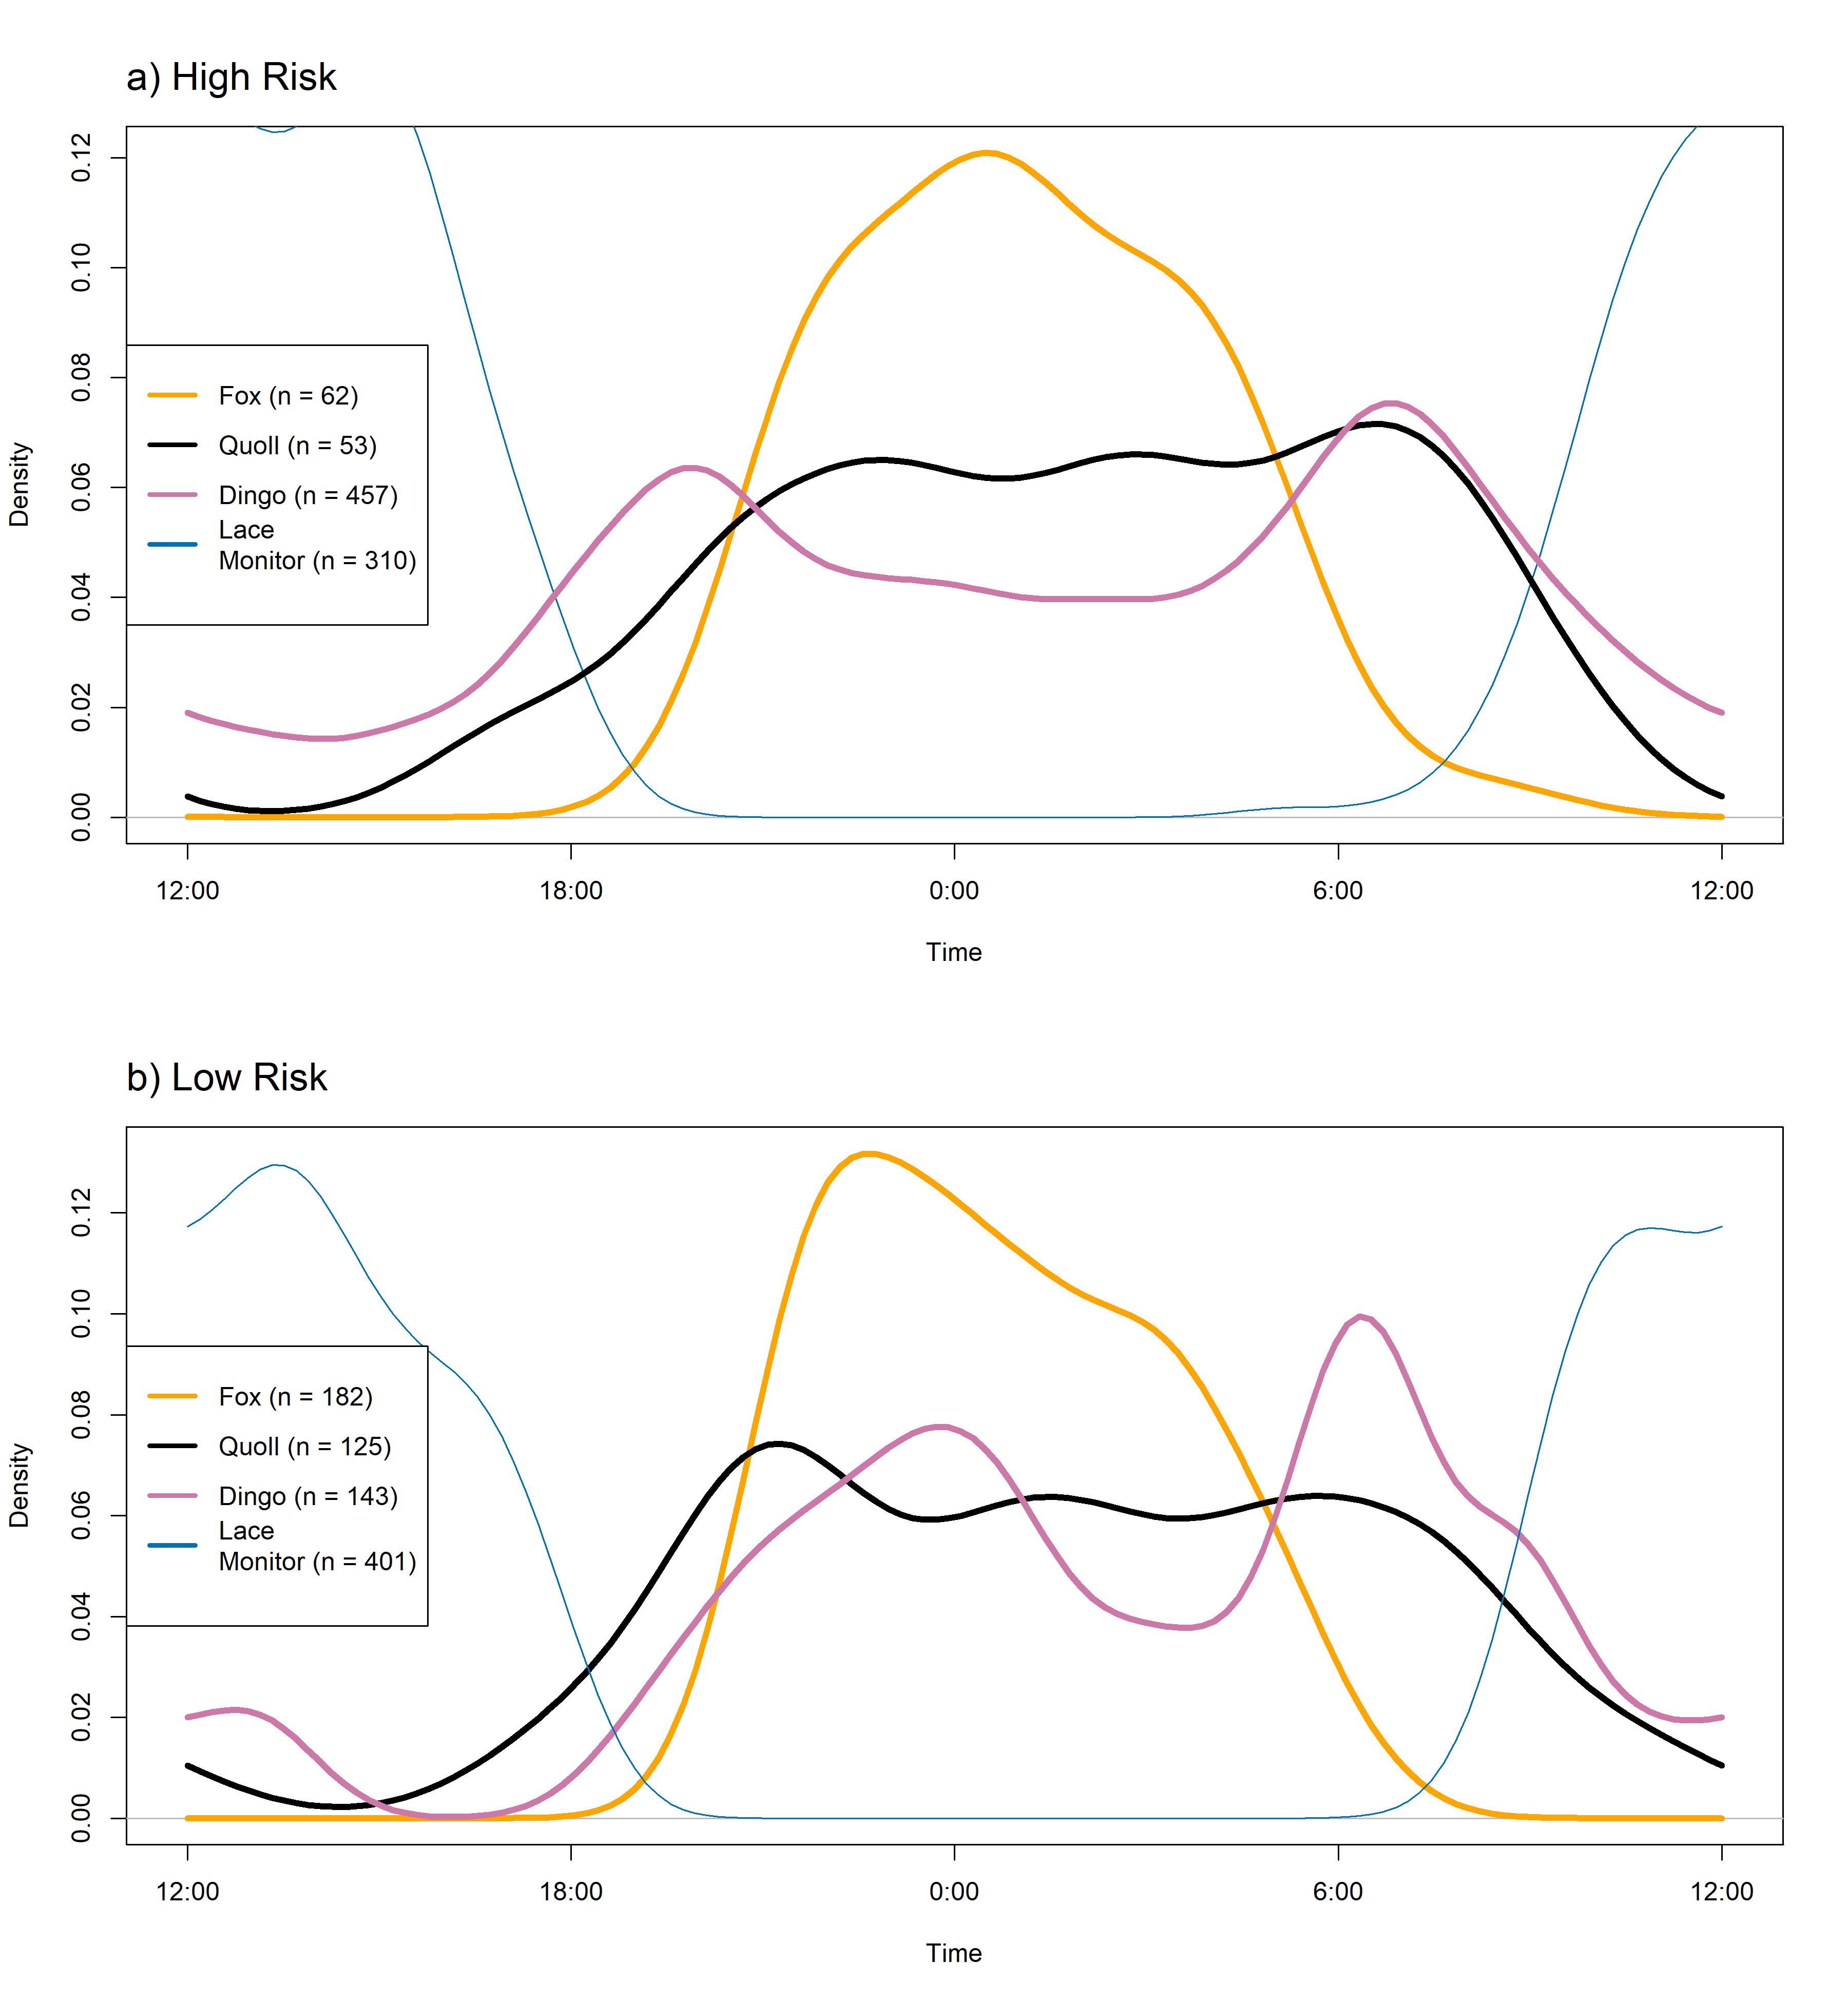 a) High Risk
0.12
0.10
0.08
0.06
0.04
0.02
0.00
Density
Fox (n = 62)
Quoll (n = 53)
Dingo (n = 457)
Lace
Monitor (n = 310)
12:00 18:00 0:00 6:00 12:00
Time
b) Low Risk
0.12
0.10
0.08
0.06
0.04
0.02
0.00
Density
Fox (n = 182)
Quoll (n = 125)
Dingo (n = 143)
Lace
Monitor (n = 401)
12:00 18:00 0:00 6:00 12:00
Time